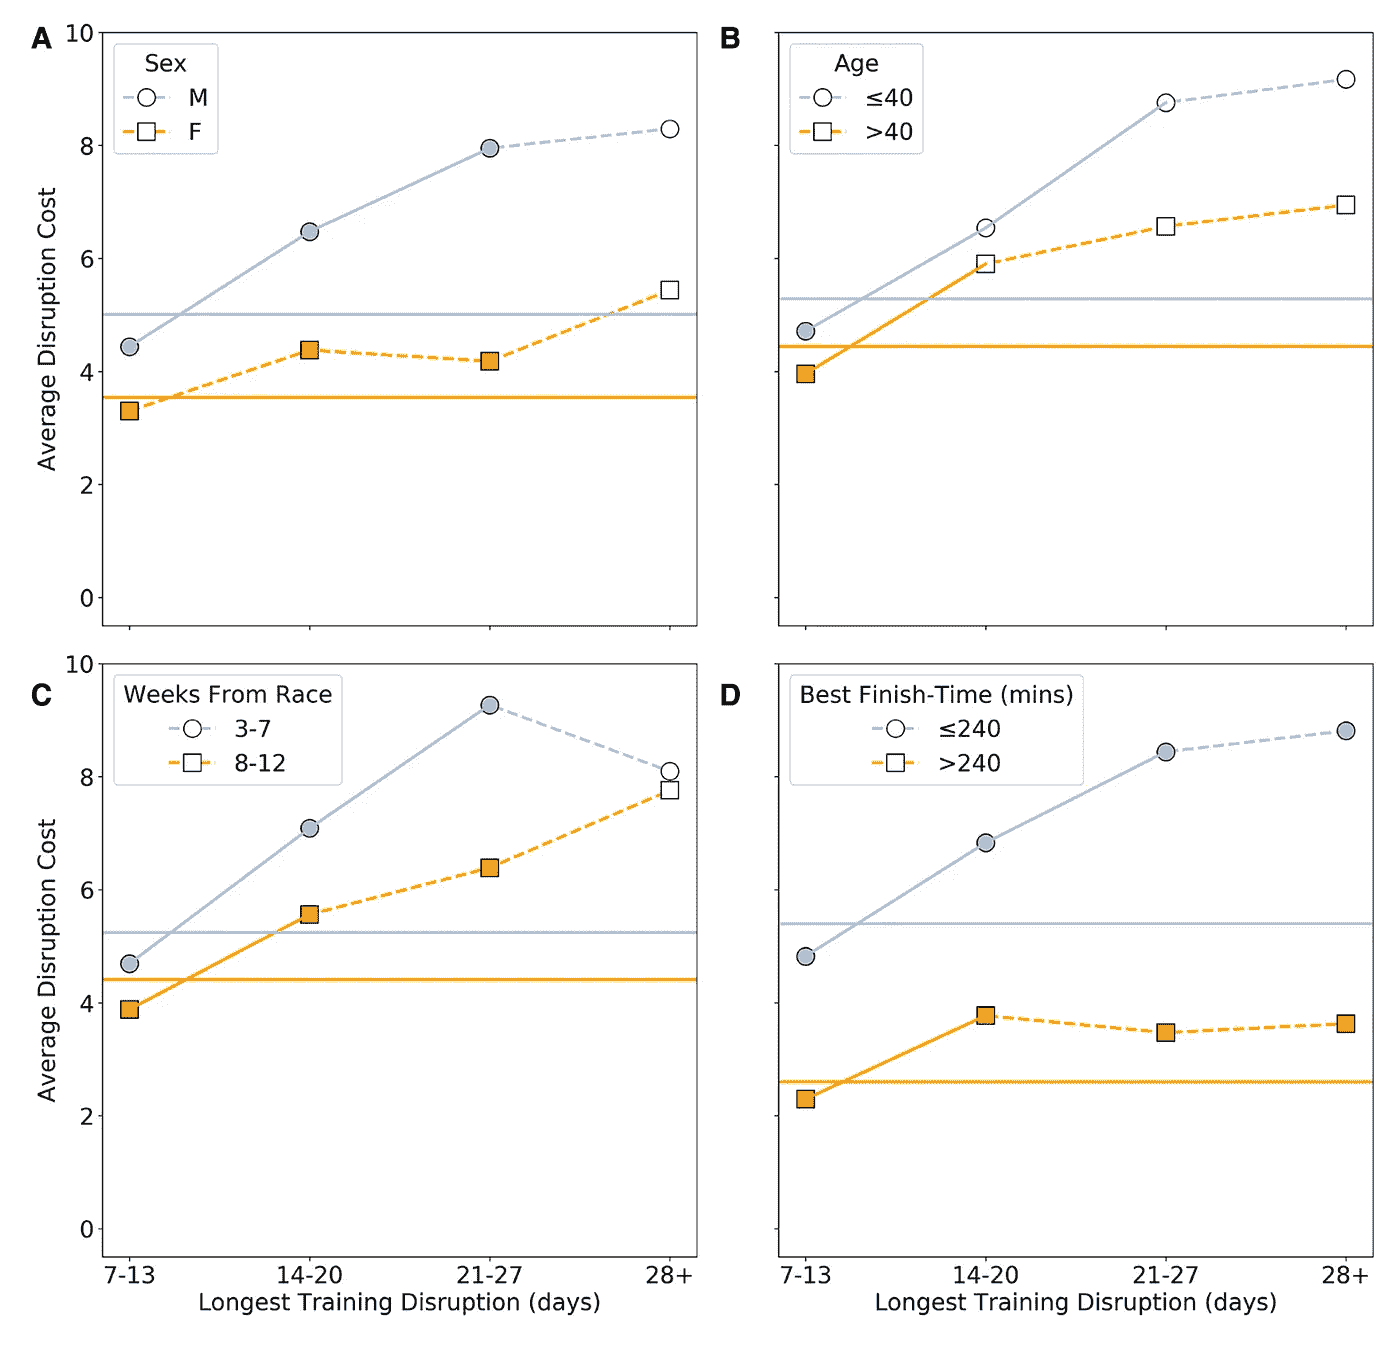 A
10
8
6
4
2
0
Average Disruption Cost
Sex
M
F
B
Age
≤40
>40
C
10
8
6
4
2
0
Average Disruption Cost
Weeks From Race
3-7
8-12
7-13 14-20 21-27 28+
Longest Training Disruption (days)
D
Best Finish-Time (mins)
≤240
>240
7-13 14-20 21-27 28+
Longest Training Disruption (days)